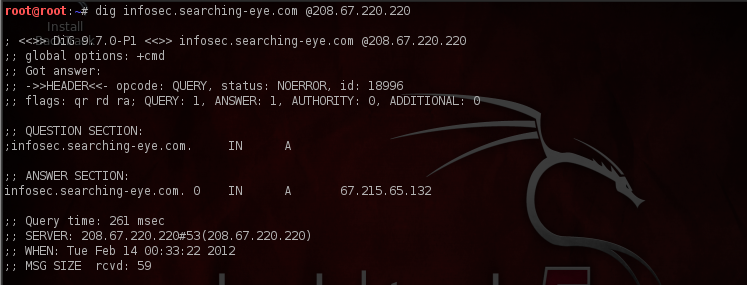 root@root:~# dig infosec.searching-eye.com @208.67.220.220
Install
BackTrack
; <<>> DiG 9.7.0-P1 <<>> infosec.searching-eye.com @208.67.220.220
;; global options: +cmd
;; Got answer:
;; ->>HEADER<<- opcode: QUERY, status: NOERROR, id: 18996
;; flags: qr rd ra; QUERY: 1, ANSWER: 1, AUTHORITY: 0, ADDITIONAL: 0
;; QUESTION SECTION:
;infosec.searching-eye.com. IN A
;; ANSWER SECTION:
infosec.searching-eye.com. 0 IN A 67.215.65.132
;; Query time: 261 msec
;; SERVER: 208.67.220.220#53(208.67.220.220)
;; WHEN: Tue Feb 14 00:33:22 2012
;; MSG SIZE rcvd: 59